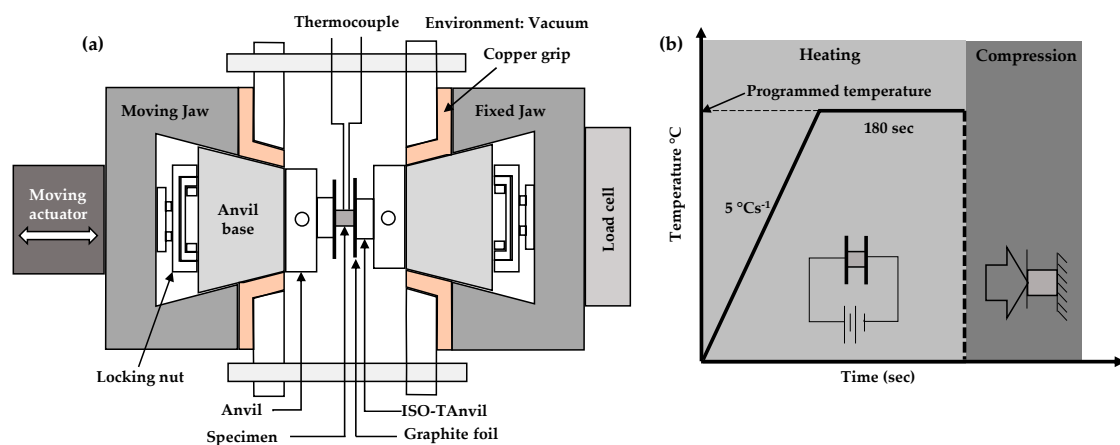 (a)
Thermocouple
Environment: Vacuum
Copper grip
Moving Jaw
Fixed Jaw
Moving
actuator
Anvil
base
Load cell
Locking nut
Anvil
ISO-TAnvil
Specimen
Graphite foil
(b)
Heating
Compression
Programmed temperature
180 sec
5 °Cs-1
Temperature °C
Time (sec)